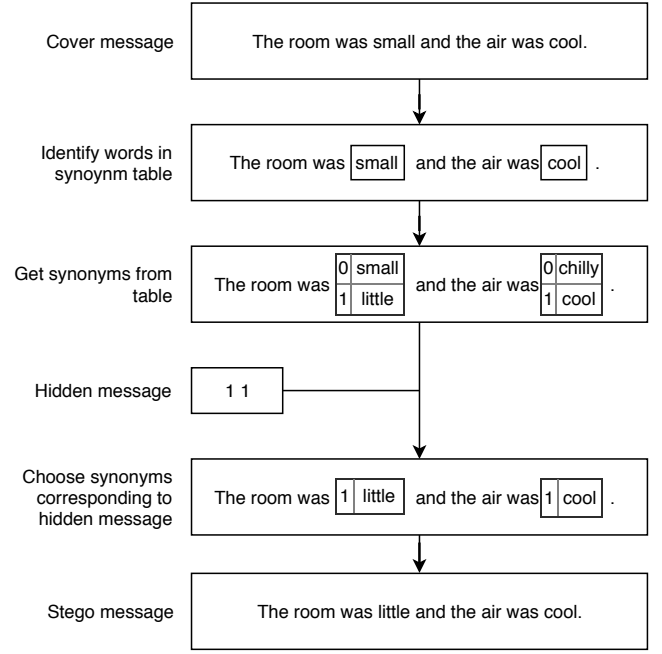 Cover message
The room was small and the air was cool.
Identify words in
synoynm table
The room was small and the air was cool .
Get synonyms from
table
The room was 0 small and the air was 0 chilly .
1 little 1 cool
Hidden message
1 1
Choose synonyms
corresponding to
hidden message
The room was 1 little and the air was 1 cool .
Stego message
The room was little and the air was cool.